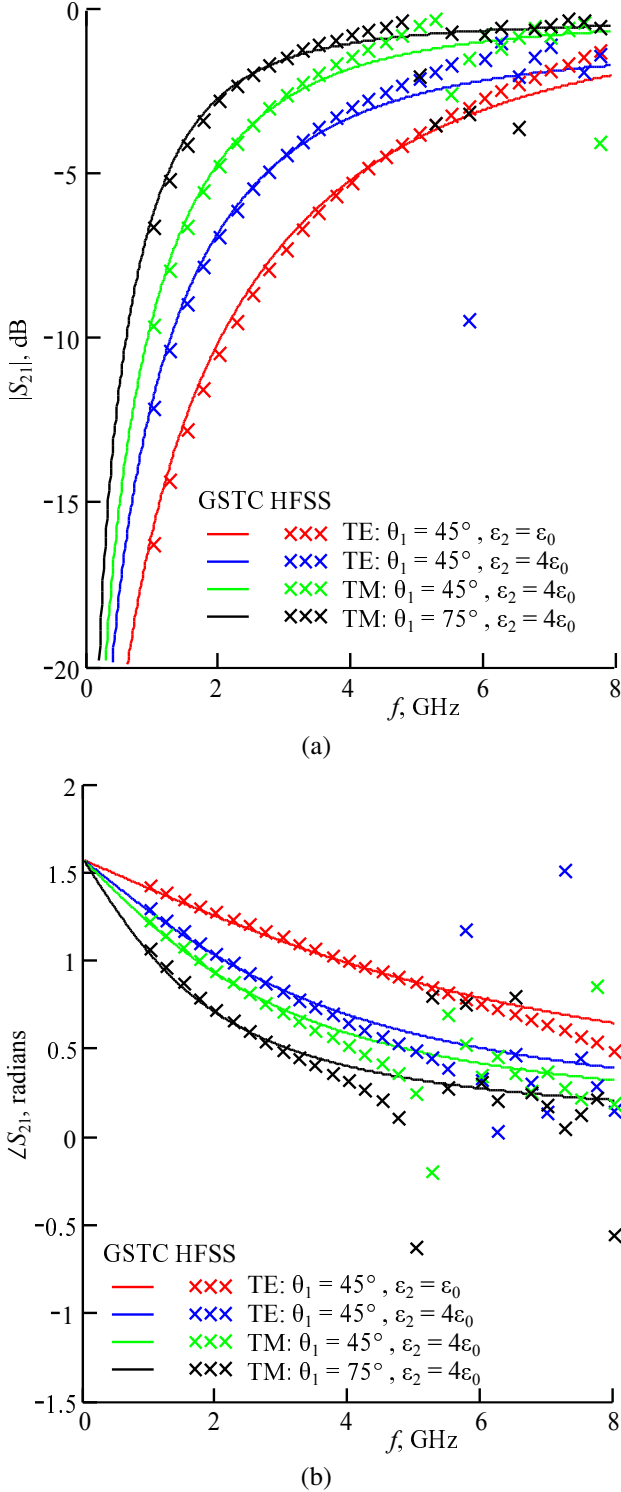 0
−5
−10
−15
−20
|S21|, dB
GSTC HFSS
TE: θ1 = 45° , ε2 = ε0
TE: θ1 = 45° , ε2 = 4ε0
TM: θ1 = 45° , ε2 = 4ε0
TM: θ1 = 75° , ε2 = 4ε0
0 2 4 6 8
f, GHz
(a)
2
1.5
1
0.5
0
−0.5
−1
−1.5
∠S21, radians
GSTC HFSS
TE: θ1 = 45° , ε2 = ε0
TE: θ1 = 45° , ε2 = 4ε0
TM: θ1 = 45° , ε2 = 4ε0
TM: θ1 = 75° , ε2 = 4ε0
0 2 4 6 8
f, GHz
(b)